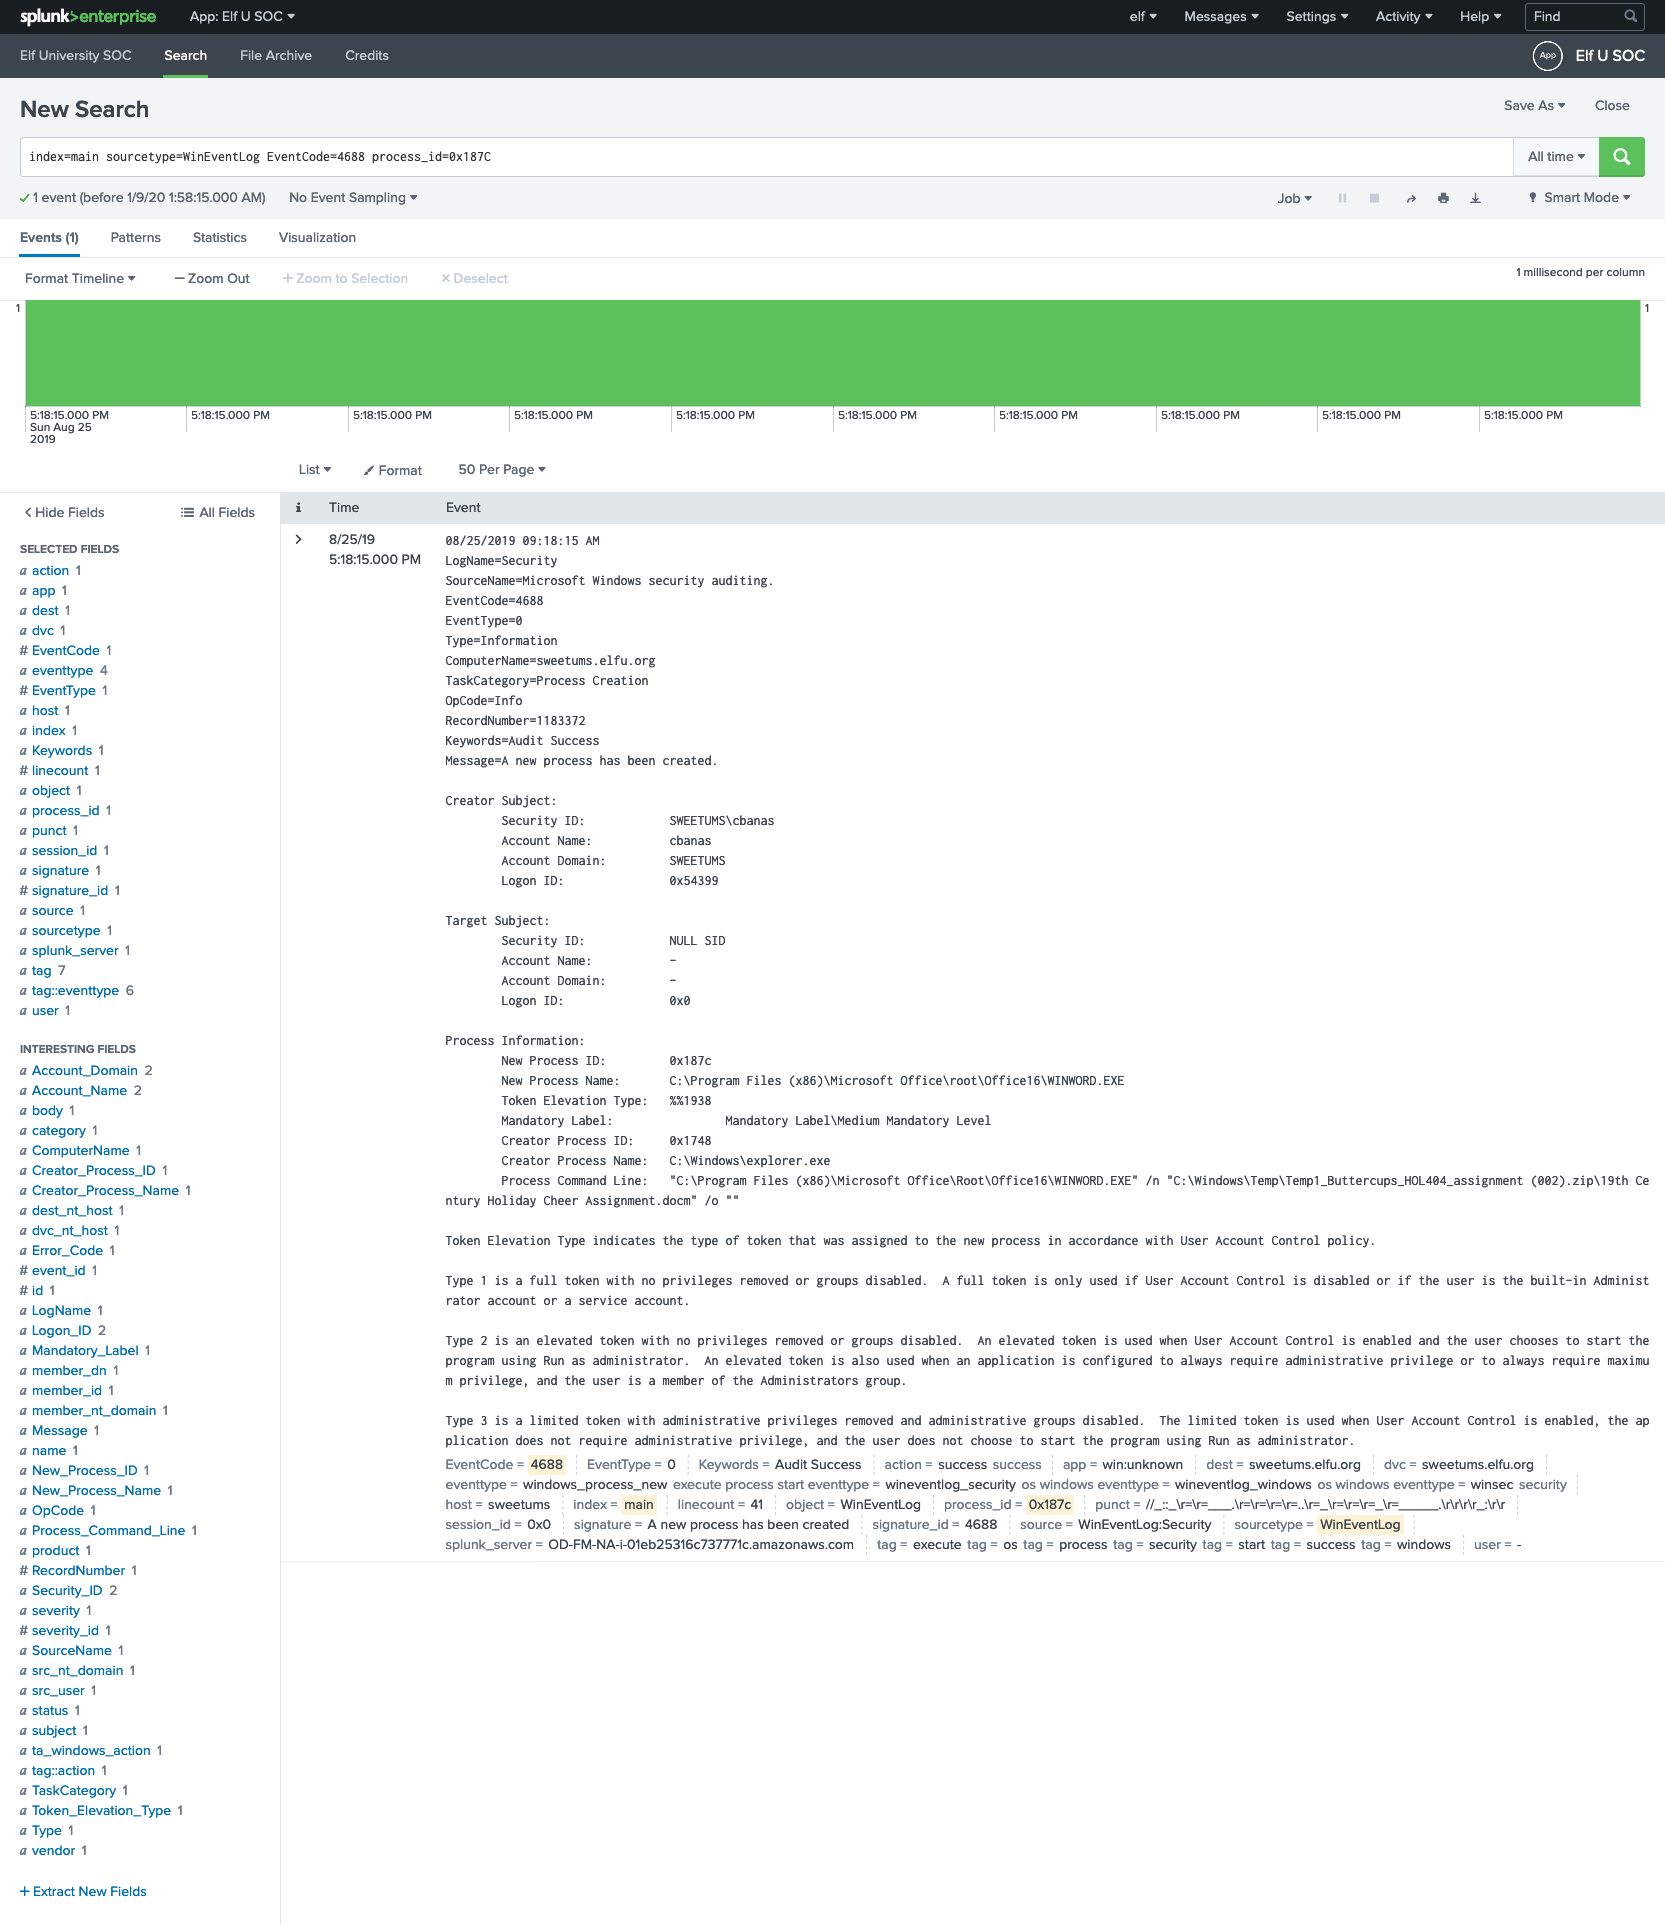 splunk>enterprise App: Elf U SOC elf Messages Settings Activity Help Find
Elf University SOC Search File Archive Credits App Elf U SOC
New Search Save As Close
index=main sourcetype=WinEventLog EventCode=4688 process_id=0x187C All time
1 event (before 1/9/20 1:58:15.000 AM) No Event Sampling Job Smart Mode
Events (1) Patterns Statistics Visualization
Format Timeline — Zoom Out + Zoom to Selection × Deselect 1 millisecond per column
1 1
5:18:15.000 PM 5:18:15.000 PM 5:18:15.000 PM 5:18:15.000 PM 5:18:15.000 PM 5:18:15.000 PM 5:18:15.000 PM 5:18:15.000 PM 5:18:15.000 PM 5:18:15.000 PM
Sun Aug 25
2019
List Format 50 Per Page
< Hide Fields All Fields
SELECTED FIELDS
a action 1
a app 1
a dest 1
a dvc 1
# EventCode 1
a eventtype 4
# EventType 1
a host 1
a index 1
a Keywords 1
# linecount 1
a object 1
a process_id 1
a punct 1
a session_id 1
a signature 1
# signature_id 1
a source 1
a sourcetype 1
a splunk_server 1
a tag 7
a tag::eventtype 6
a user 1
INTERESTING FIELDS
a Account_Domain 2
a Account_Name 2
a body 1
a category 1
a ComputerName 1
a Creator_Process_ID 1
a Creator_Process_Name 1
a dest_nt_host 1
a dvc_nt_host 1
a Error_Code 1
# event_id 1
# id 1
a LogName 1
a Logon_ID 2
a Mandatory_Label 1
a member_dn 1
a member_id 1
a member_nt_domain 1
a Message 1
a name 1
a New_Process_ID 1
a New_Process_Name 1
a OpCode 1
a Process_Command_Line 1
a product 1
# RecordNumber 1
a Security_ID 2
a severity 1
# severity_id 1
a SourceName 1
a src_nt_domain 1
a src_user 1
a status 1
a subject 1
a ta_windows_action 1
a tag::action 1
a TaskCategory 1
a Token_Elevation_Type 1
a Type 1
a vendor 1
+ Extract New Fields
i Time Event
> 8/25/19
5:18:15.000 PM
08/25/2019 09:18:15 AM
LogName=Security
SourceName=Microsoft Windows security auditing.
EventCode=4688
EventType=0
Type=Information
ComputerName=sweetums.elfu.org
TaskCategory=Process Creation
OpCode=Info
RecordNumber=1183372
Keywords=Audit Success
Message=A new process has been created.
Creator Subject:
Security ID: SWEETUMS\cbanas
Account Name: cbanas
Account Domain: SWEETUMS
Logon ID: 0x54399
Target Subject:
Security ID: NULL SID
Account Name: -
Account Domain: -
Logon ID: 0x0
Process Information:
New Process ID: 0x187c
New Process Name: C:\Program Files (x86)\Microsoft Office\root\Office16\WINWORD.EXE
Token Elevation Type: %%1938
Mandatory Label: Mandatory Label\Medium Mandatory Level
Creator Process ID: 0x1748
Creator Process Name: C:\Windows\explorer.exe
Process Command Line: "C:\Program Files (x86)\Microsoft Office\Root\Office16\WINWORD.EXE" /n "C:\Windows\Temp\Temp1_Buttercups_HOL404_assignment (002).zip\19th Ce
ntury Holiday Cheer Assignment.docm" /o ""
Token Elevation Type indicates the type of token that was assigned to the new process in accordance with User Account Control policy.
Type 1 is a full token with no privileges removed or groups disabled.  A full token is only used if User Account Control is disabled or if the user is the built-in Administ
rator account or a service account.
Type 2 is an elevated token with no privileges removed or groups disabled.  An elevated token is used when User Account Control is enabled and the user chooses to start the
program using Run as administrator.  An elevated token is also used when an application is configured to always require administrative privilege or to always require maximu
m privilege, and the user is a member of the Administrators group.
Type 3 is a limited token with administrative privileges removed and administrative groups disabled.  The limited token is used when User Account Control is enabled, the ap
plication does not require administrative privilege, and the user does not choose to start the program using Run as administrator.
EventCode = 4688 EventType = 0 Keywords = Audit Success action = success success app = win:unknown dest = sweetums.elfu.org dvc = sweetums.elfu.org
eventtype = windows_process_new execute process start eventtype = wineventlog_security os windows eventtype = wineventlog_windows os windows eventtype = winsec security
host = sweetums index = main linecount = 41 object = WinEventLog process_id = 0x187c punct = //_::_\r=\r=___.\r=\r=\r=\r=..\r=_\r=\r=\r=_\r=_____.\r\r\r\r_:\r\r
session_id = 0x0 signature = A new process has been created signature_id = 4688 source = WinEventLog:Security sourcetype = WinEventLog
splunk_server = OD-FM-NA-i-01eb25316c737771c.amazonaws.com tag = execute tag = os tag = process tag = security tag = start tag = success tag = windows user = -